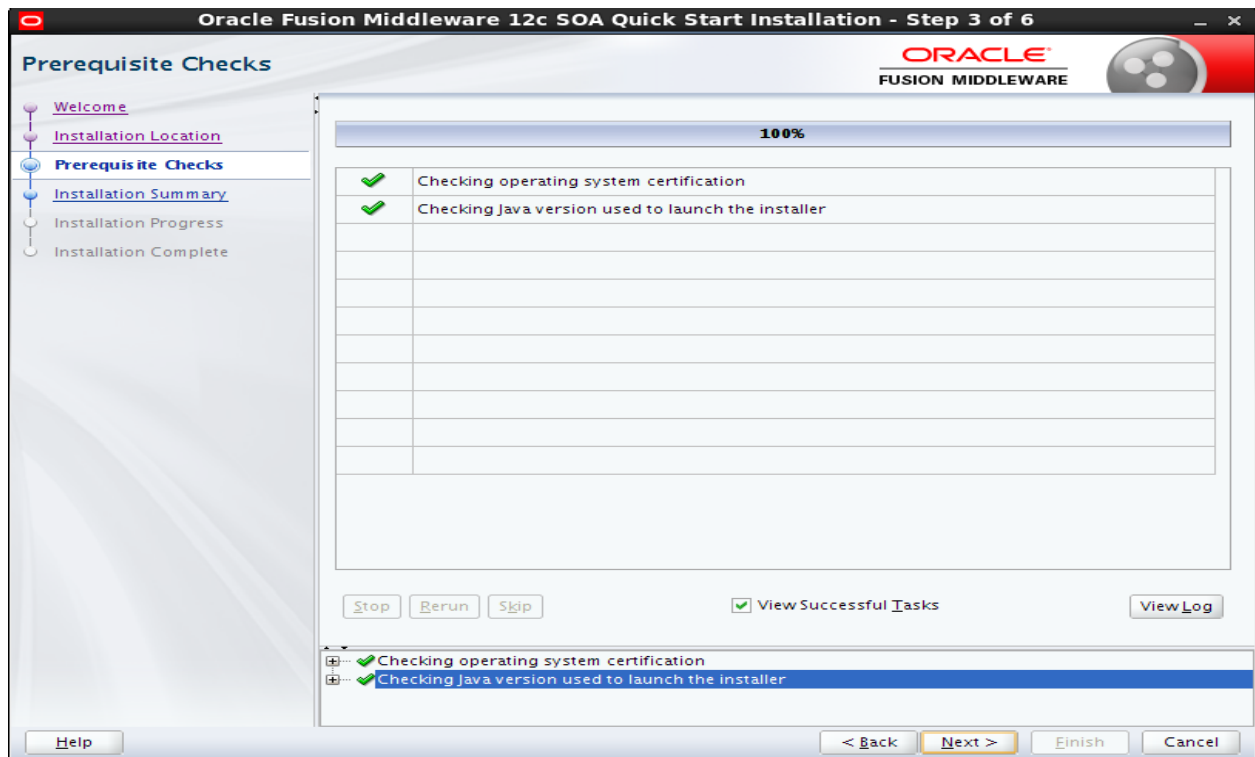 Oracle Fusion Middleware 12c SOA Quick Start Installation - Step 3 of 6
Prerequisite Checks
ORACLE
FUSION MIDDLEWARE
Welcome
Installation Location
Prerequisite Checks
Installation Summary
Installation Progress
Installation Complete
100%
Checking operating system certification
Checking Java version used to launch the installer
Stop Rerun Skip View Successful Tasks View Log
Checking operating system certification
Checking Java version used to launch the installer
Help < Back Next > Finish Cancel